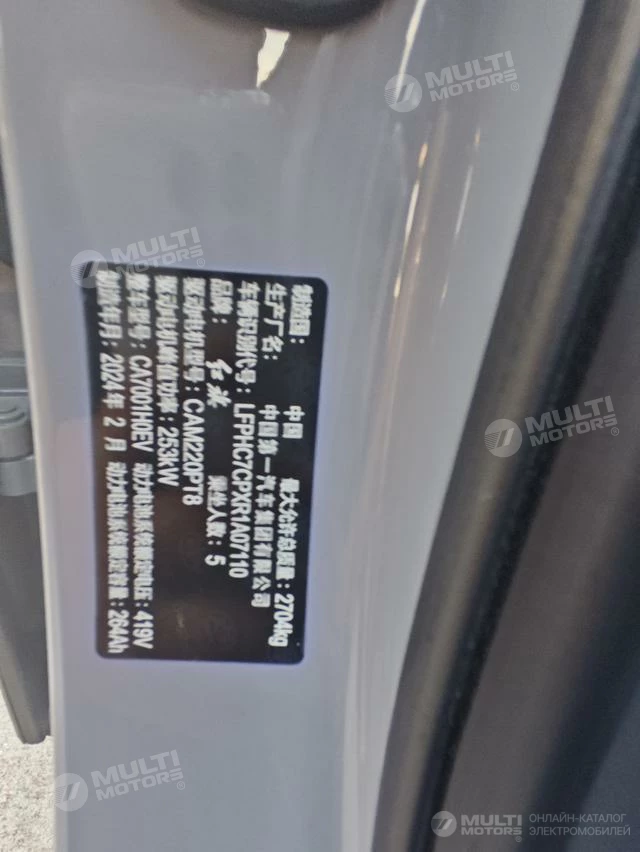 制造国： 中国 最大允许总质量：2704kg
生产厂名： 中国第一汽车集团有限公司
车辆识别代号：LFPHC7CPXR1A07110
品牌： 红旗 乘坐人数：5
驱动电机型号：CAM220PT8
驱动电机峰值功率：253kW
整车型号：CA7001H0EV 动力电池系统额定电压：419V
制造年月：2024年2月 动力电池系统额定容量：264Ah
MULTI
MOTORS®
MULTI
MOTORS®
MULTI
MOTORS®
MULTI
MOTORS®
MULTI
MOTORS®
ОНЛАЙН-КАТАЛОГ
ЭЛЕКТРОМОБИЛЕЙ